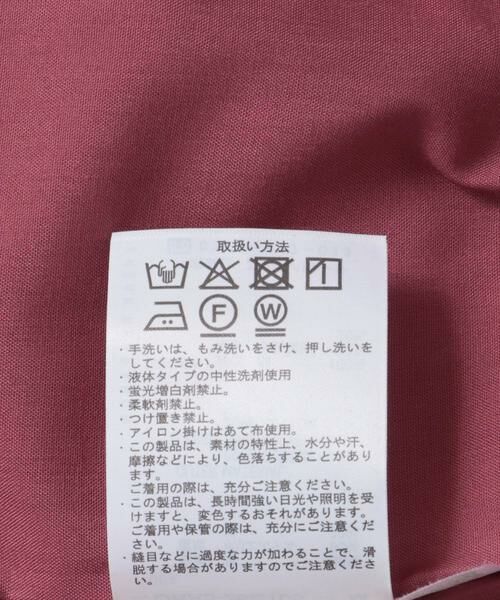 取扱い方法
F W
・手洗いは、もみ洗いをさけ、押し洗いを
してください。
・液体タイプの中性洗剤使用
・蛍光増白剤禁止。
・柔軟剤禁止。
・つけ置き禁止。
・アイロン掛けはあて布使用。
・この製品は、素材の特性上、水分や汗、
摩擦などにより、色落ちすることがあり
ます。
ご着用の際は、充分ご注意ください。
・この製品は、長時間強い日光や照明を受
けますと、変色するおそれがあります。
ご着用や保管の際は、充分にご注意くだ
さい。
・縫目などに過度な力が加わることで、滑
脱する場合がありますのでご注意くださ
い。